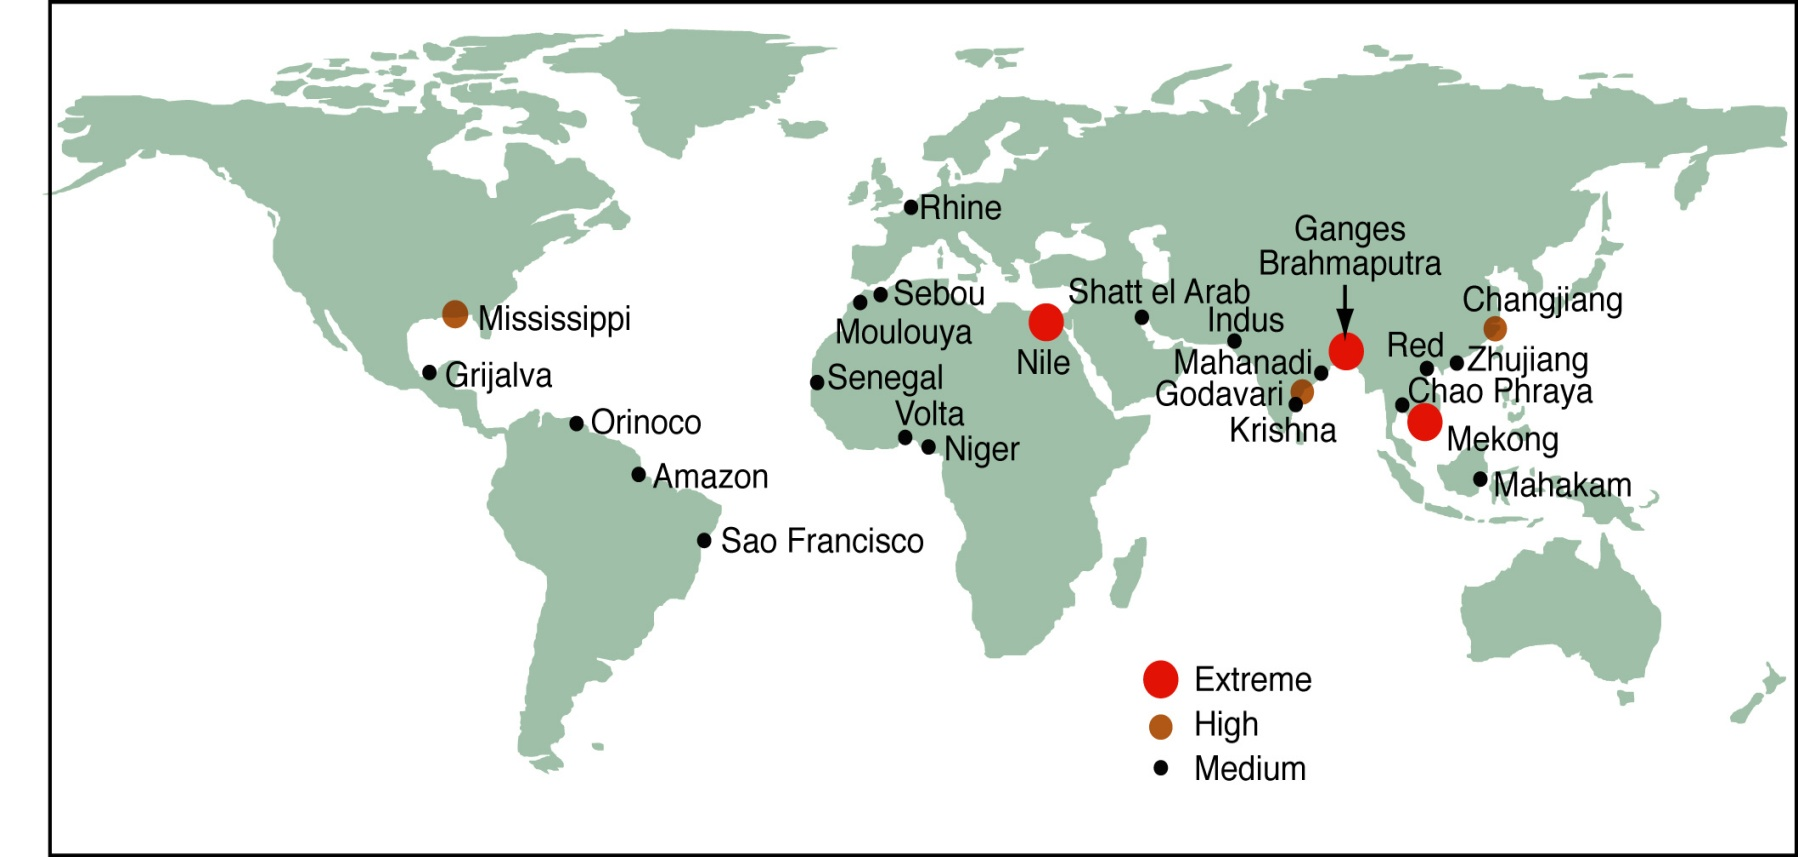 Rhine
Ganges
Brahmaputra
Sebou
Shatt el Arab
Changjiang
Mississippi
Moulouya
Indus
Nile
Mahanadi
Red
Zhujiang
Grijalva
Senegal
Godavari
Chao Phraya
Orinoco
Volta
Krishna
Niger
Mekong
Amazon
Mahakam
Sao Francisco
Extreme
High
Medium